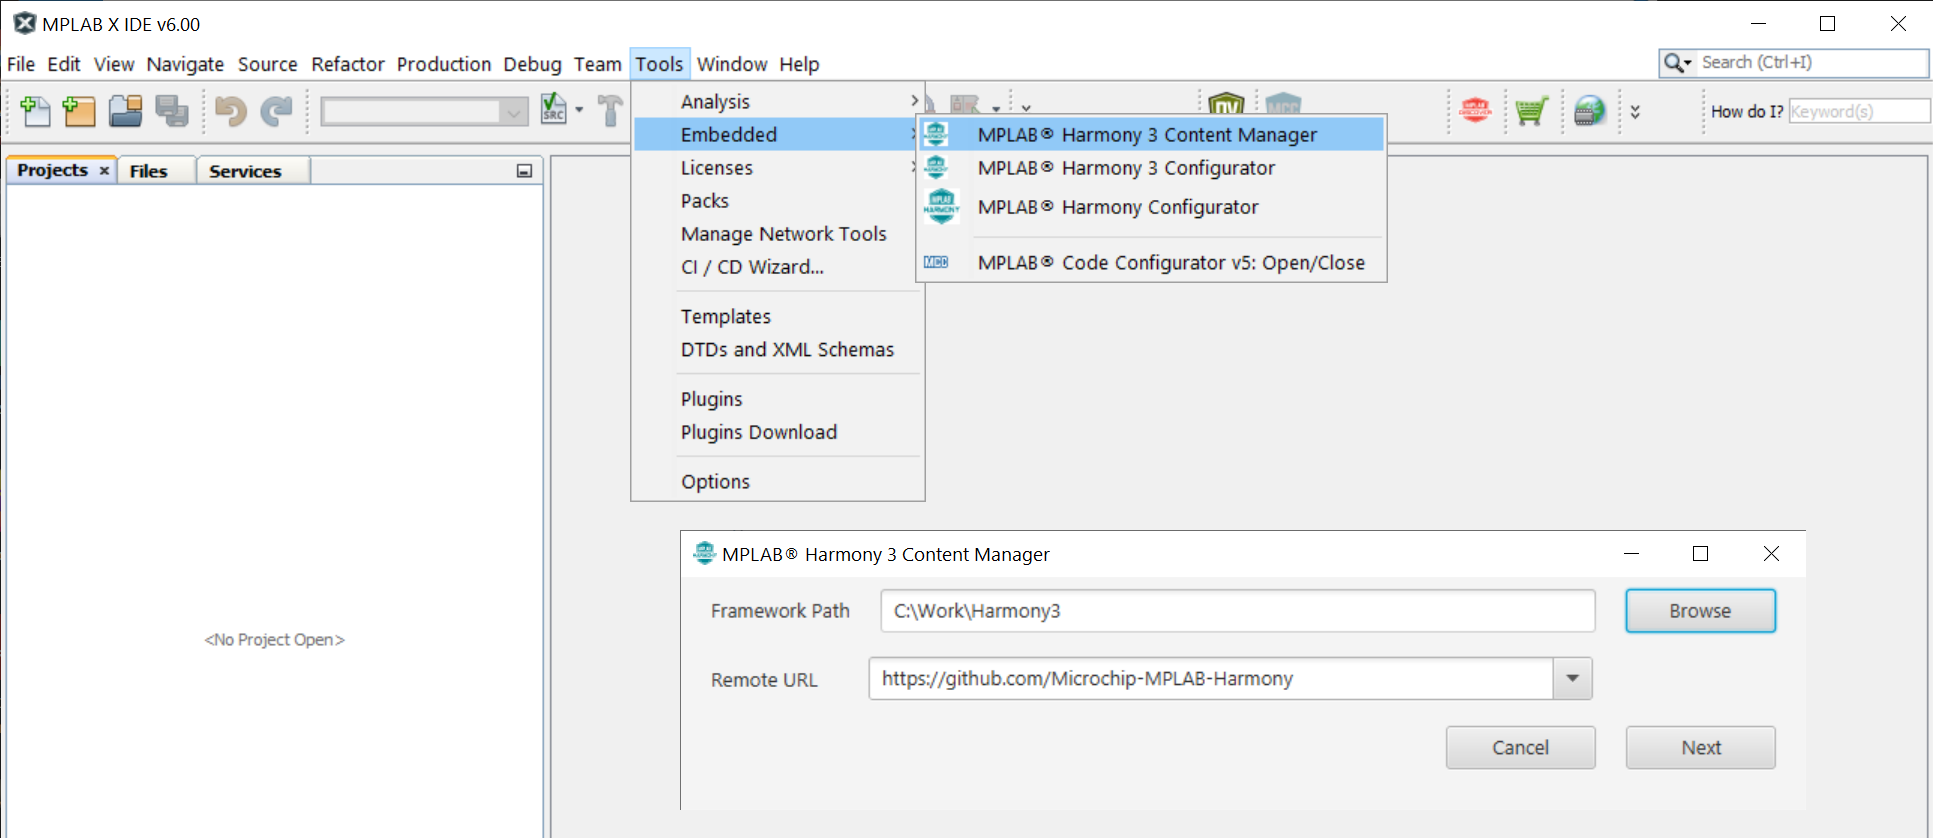 MPLAB X IDE v6.00
File Edit View Navigate Source Refactor Production Debug Team Tools Window Help
Search (Ctrl+I)
SRC
MCC
How do I? Keyword(s)
Projects × Files Services
<No Project Open>
Analysis
Embedded
Licenses
Packs
Manage Network Tools
CI / CD Wizard...
Templates
DTDs and XML Schemas
Plugins
Plugins Download
Options
MPLAB® Harmony 3 Content Manager
MPLAB® Harmony 3 Configurator
MPLAB® Harmony Configurator
MPLAB® Code Configurator v5: Open/Close
MPLAB® Harmony 3 Content Manager
Framework Path C:\Work\Harmony3 Browse
Remote URL https://github.com/Microchip-MPLAB-Harmony
Cancel Next